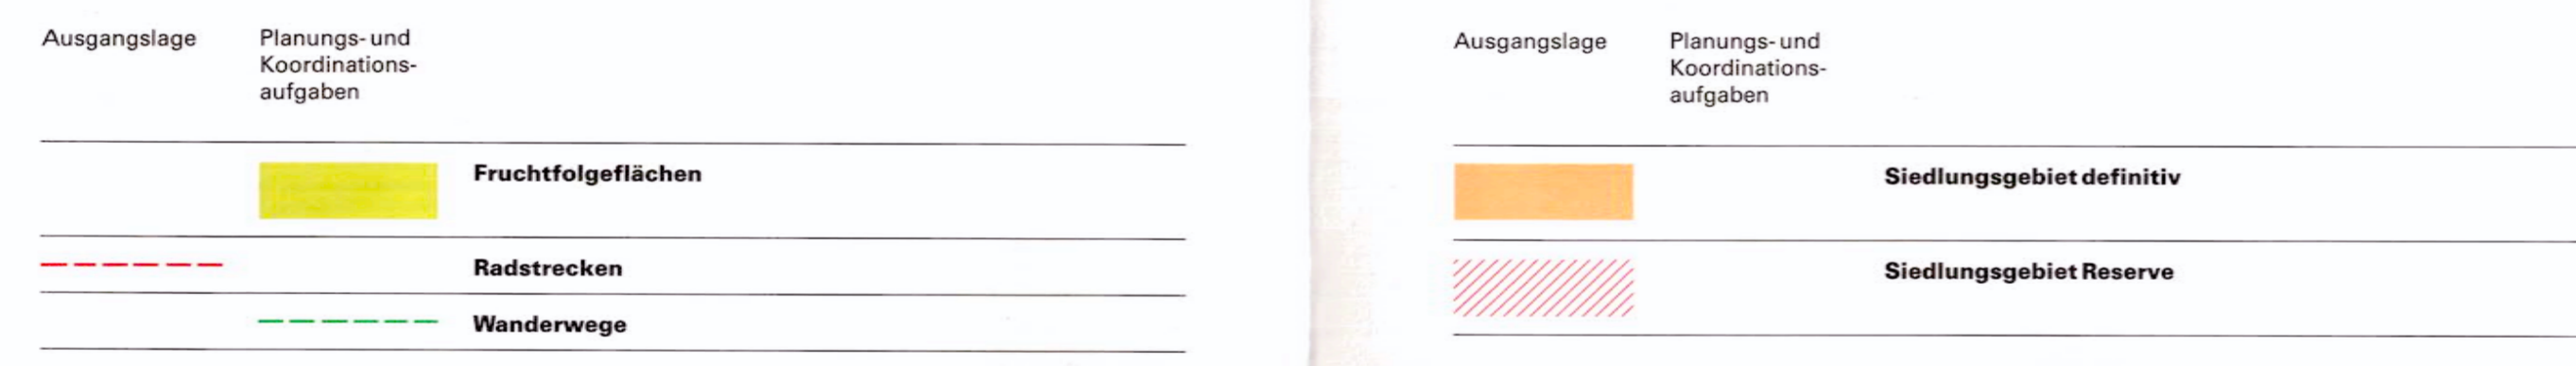 Ausgangslage
Planungs- und
Koordinations-
aufgaben
Fruchtfolgeflächen
Radstrecken
Wanderwege
Ausgangslage
Planungs- und
Koordinations-
aufgaben
Siedlungsgebiet definitiv
Siedlungsgebiet Reserve